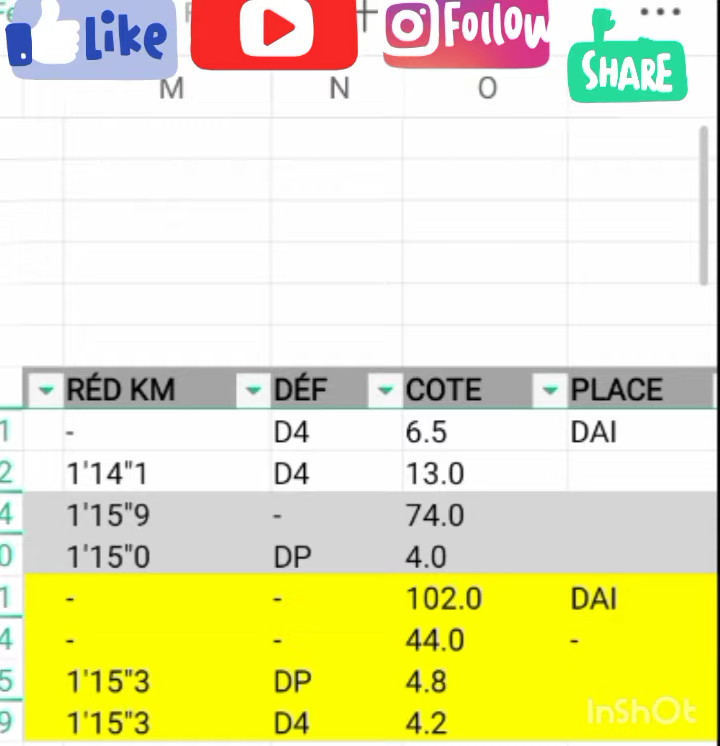 Like
Follow
SHARE
M N O
RÉD KM DÉF COTE PLACE
1 - D4 6.5 DAI
2 1'14"1 D4 13.0
4 1'15"9 - 74.0
0 1'15"0 DP 4.0
1 - - 102.0 DAI
4 - - 44.0 -
5 1'15"3 DP 4.8
9 1'15"3 D4 4.2
InShOt